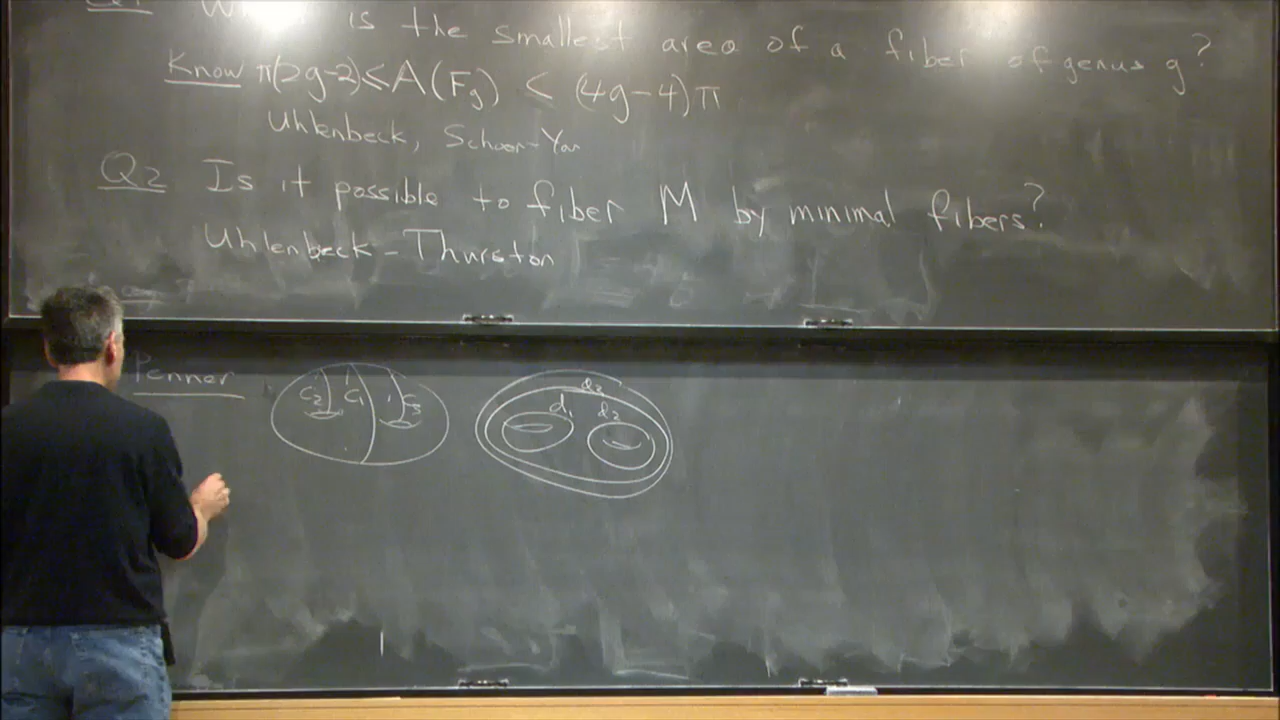 is the smallest area of a fiber of genus g?
Know π(2g-2) ≤ A(Fg) < (4g-4)π
Uhlenbeck, Schoen-Yau
Q2 Is it possible to fiber M by minimal fibers?
Uhlenbeck - Thurston
Penner
C2 C1 C3
d2
d1 d2